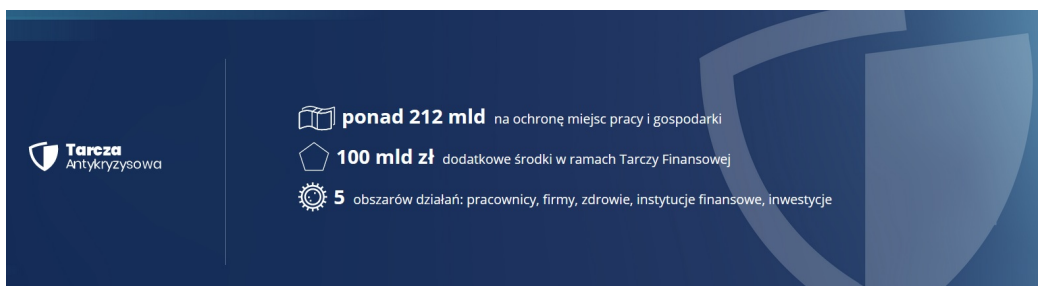 Tarcza
Antykryzysowa
ponad 212 mld na ochronę miejsc pracy i gospodarki
100 mld zł dodatkowe środki w ramach Tarczy Finansowej
5 obszarów działań: pracownicy, firmy, zdrowie, instytucje finansowe, inwestycje